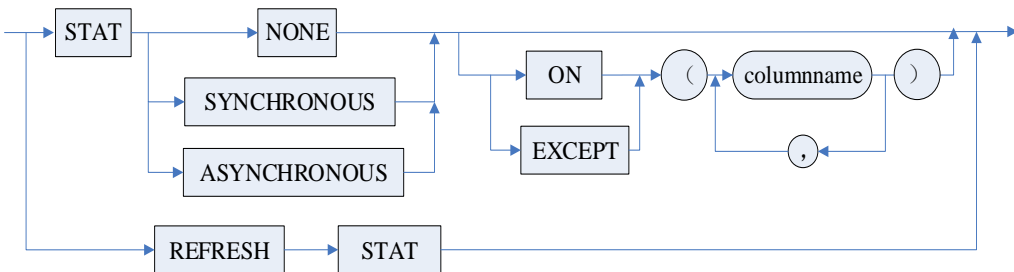 STAT NONE
ON （ columnname ）
SYNCHRONOUS
EXCEPT ，
ASYNCHRONOUS
REFRESH STAT